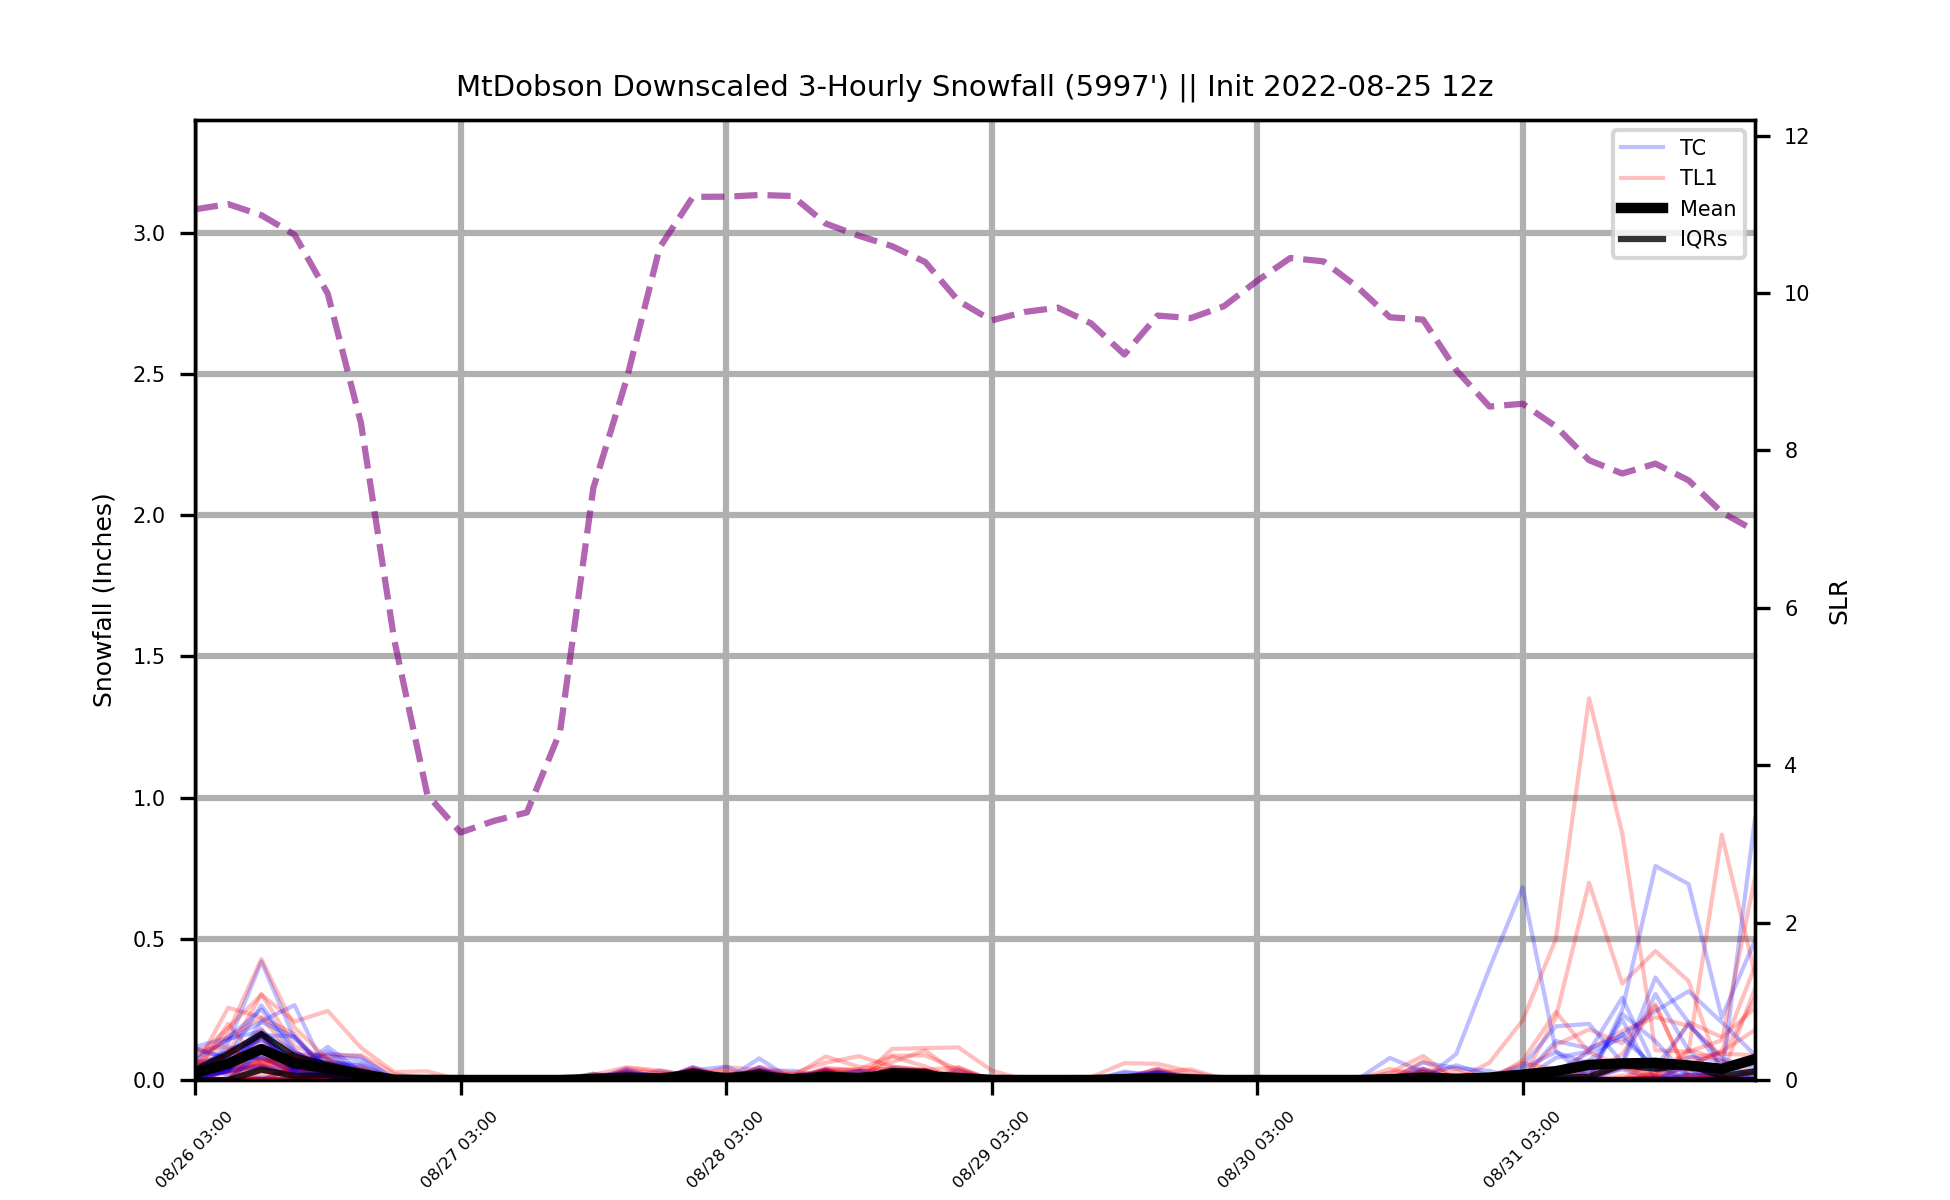 MtDobson Downscaled 3-Hourly Snowfall (5997') || Init 2022-08-25 12z
TC
TL1
Mean
IQRs
Snowfall (Inches)
3.0
2.5
2.0
1.5
1.0
0.5
0.0
12
10
8
6
4
2
0
SLR
08/26 03:00
08/27 03:00
08/28 03:00
08/29 03:00
08/30 03:00
08/31 03:00